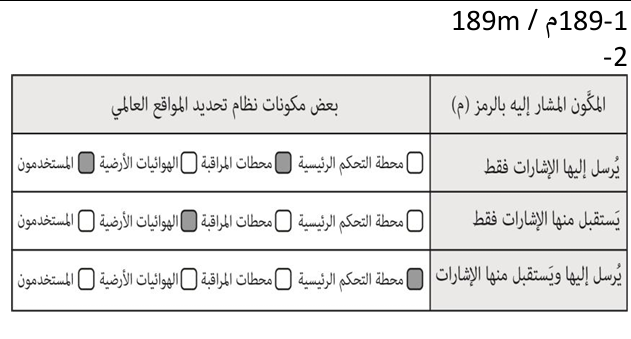 189-1م / 189m
2-
المكَّون المشار إليه بالرمز (م) بعض مكونات نظام تحديد المواقع العالمي
يُرسل إليها الإشارات فقط محطة التحكم الرئيسية محطات المراقبة الهوائيات الأرضية المستخدمون
يَستقبل منها الإشارات فقط محطة التحكم الرئيسية محطات المراقبة الهوائيات الأرضية المستخدمون
يُرسل إليها ويَستقبل منها الإشارات محطة التحكم الرئيسية محطات المراقبة الهوائيات الأرضية المستخدمون